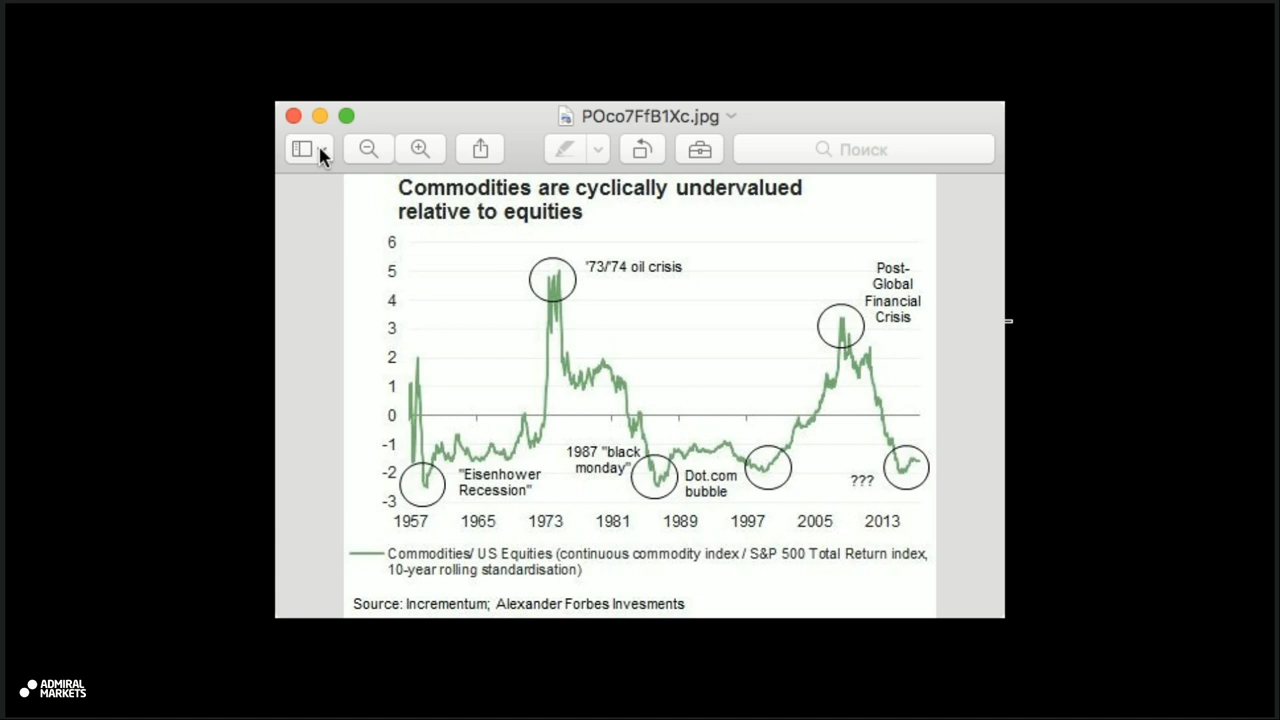 POco7FfB1Xc.jpg
Поиск
Commodities are cyclically undervalued
relative to equities
6
5
4
3
2
1
0
-1
-2
-3
'73/'74 oil crisis
Post-
Global
Financial
Crisis
"Eisenhower
Recession"
1987 "black
monday"
Dot.com
bubble
???
1957 1965 1973 1981 1989 1997 2005 2013
Commodities/ US Equities (continuous commodity index / S&P 500 Total Return index,
10-year rolling standardisation)
Source: Incrementum; Alexander Forbes Invesments
ADMIRAL
MARKETS